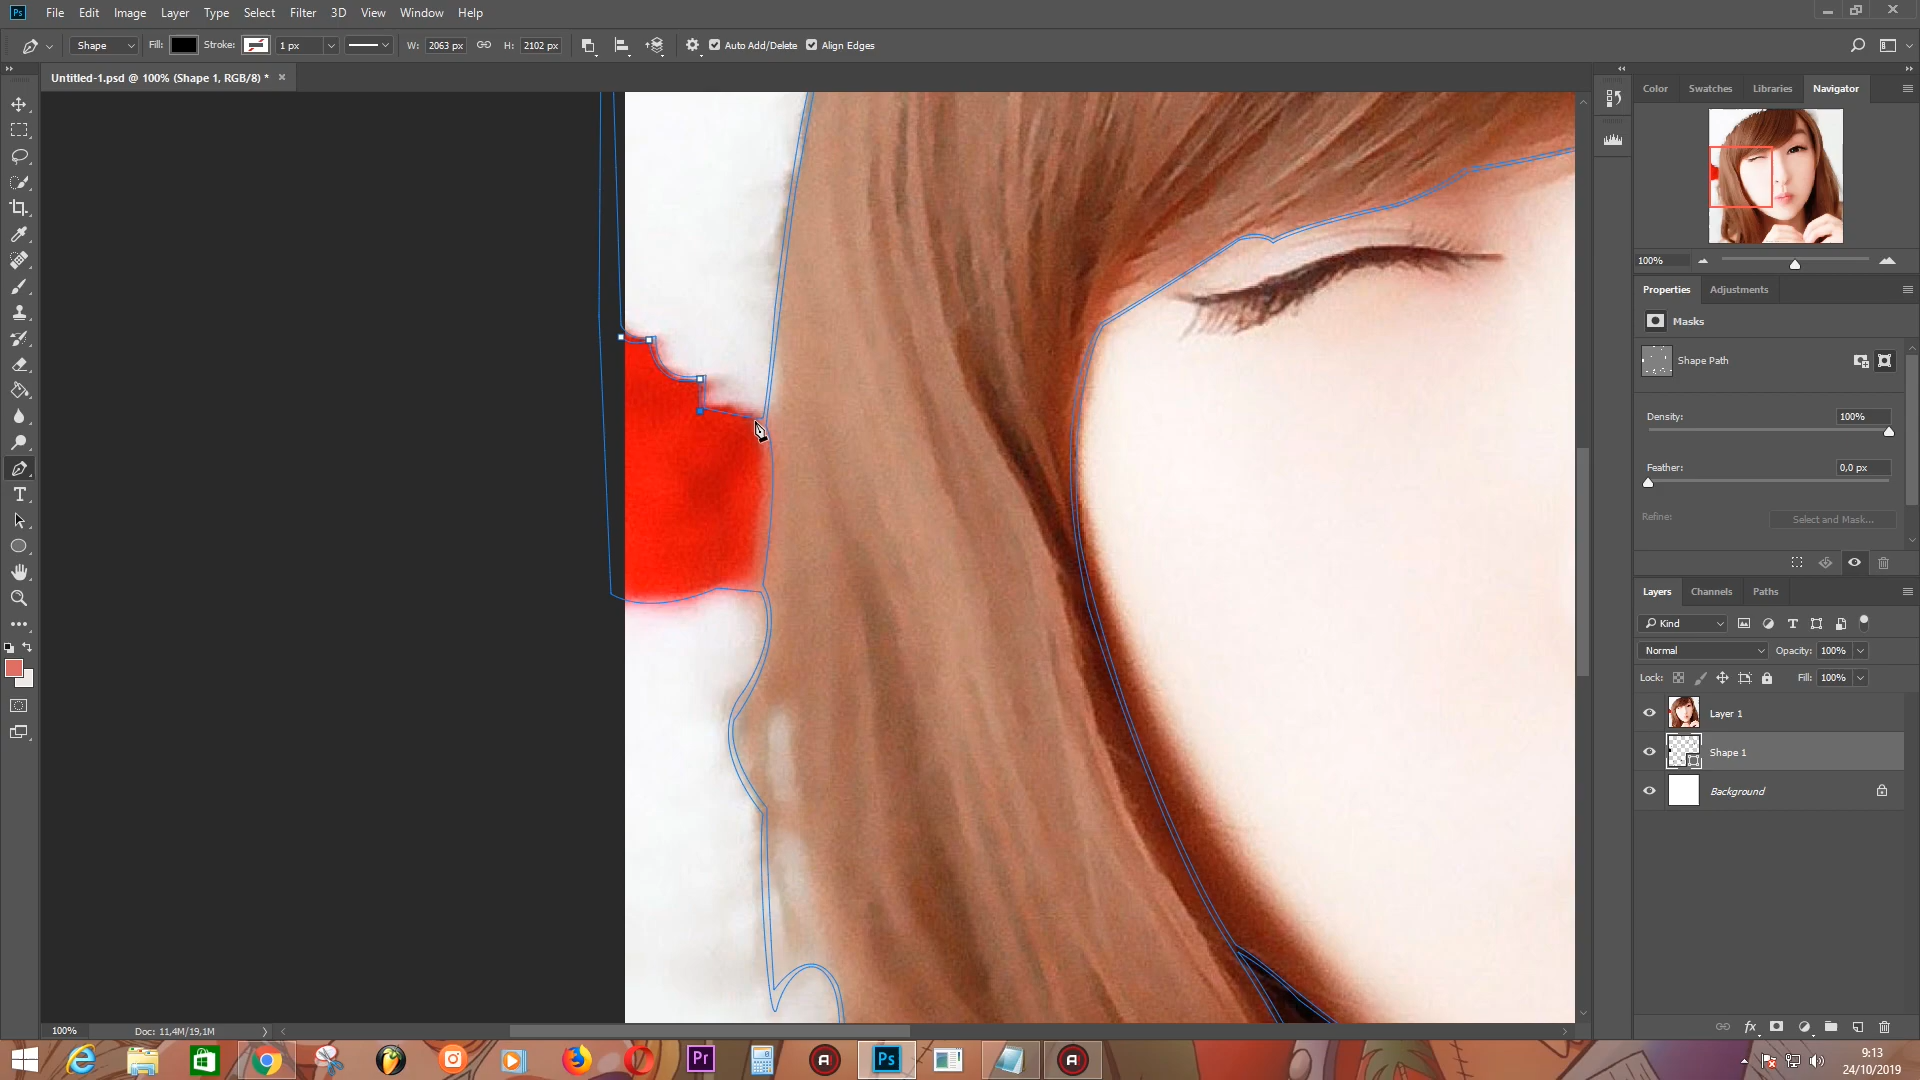 Ps File Edit Image Layer Type Select Filter 3D View Window Help
Shape Fill: Stroke: 1 px W: 2063 px H: 2102 px Auto Add/Delete Align Edges
Untitled-1.psd @ 100% (Shape 1, RGB/8) *
Color Swatches Libraries Navigator
100%
Properties Adjustments
Masks
Shape Path
Density: 100%
Feather: 0,0 px
Refine: Select and Mask...
Layers Channels Paths
Kind
Normal Opacity: 100%
Lock: Fill: 100%
Layer 1
Shape 1
Background
fx
100% Doc: 11,4M/19,1M
Pr Ps
9:13
24/10/2019